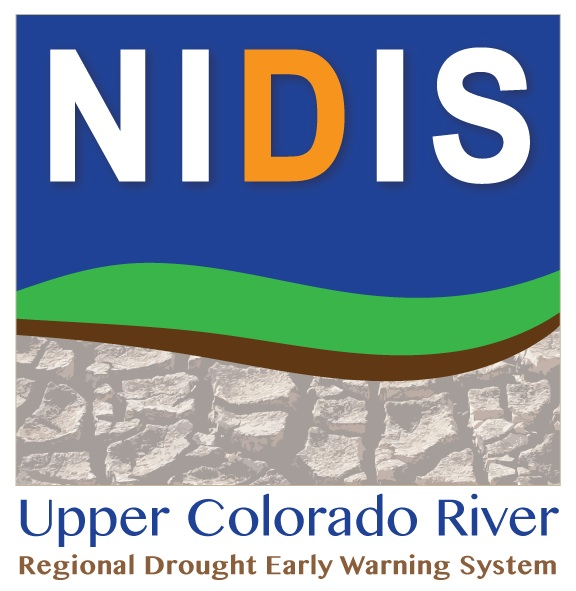 NIDIS
Upper Colorado River
Regional Drought Early Warning System